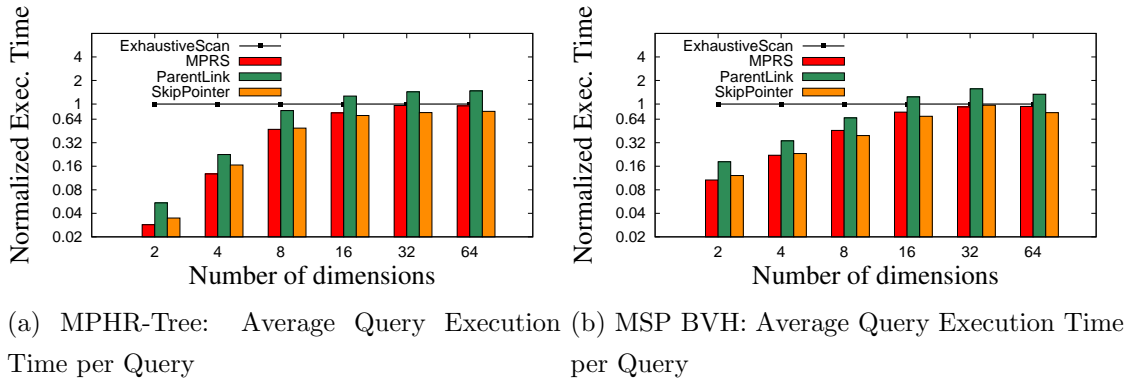 Normalized Exec. Time
ExhaustiveScan
MPRS
ParentLink
SkipPointer
4
2
1
0.64
0.32
0.16
0.08
0.04
0.02
2 4 8 16 32 64
Number of dimensions
(a) MPHR-Tree: Average Query Execution
Time per Query
Normalized Exec. Time
ExhaustiveScan
MPRS
ParentLink
SkipPointer
4
2
1
0.64
0.32
0.16
0.08
0.04
0.02
2 4 8 16 32 64
Number of dimensions
(b) MSP BVH: Average Query Execution Time
per Query